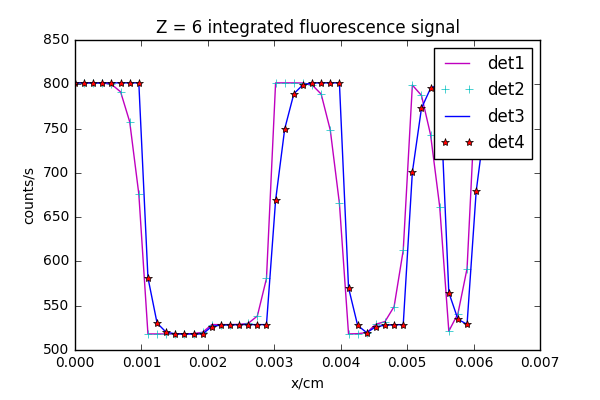 Z = 6 integrated fluorescence signal
850
800
750
700
650
600
550
500
counts/s
det1
det2
det3
det4
0.000 0.001 0.002 0.003 0.004 0.005 0.006 0.007
x/cm